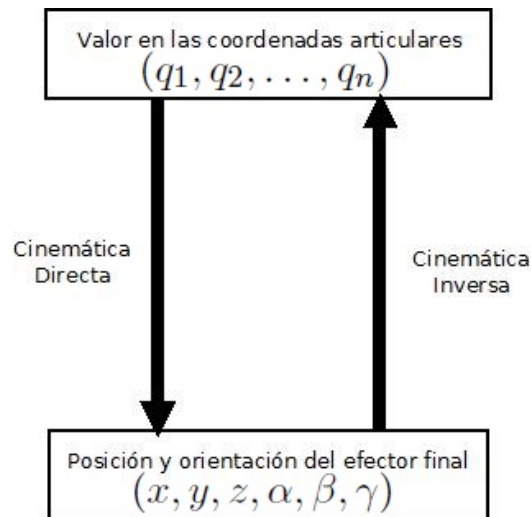 Valor en las coordenadas articulares
(q1, q2, . . . , qn)
Cinemática
Directa
Cinemática
Inversa
Posición y orientación del efector final
(x, y, z, α, β, γ)